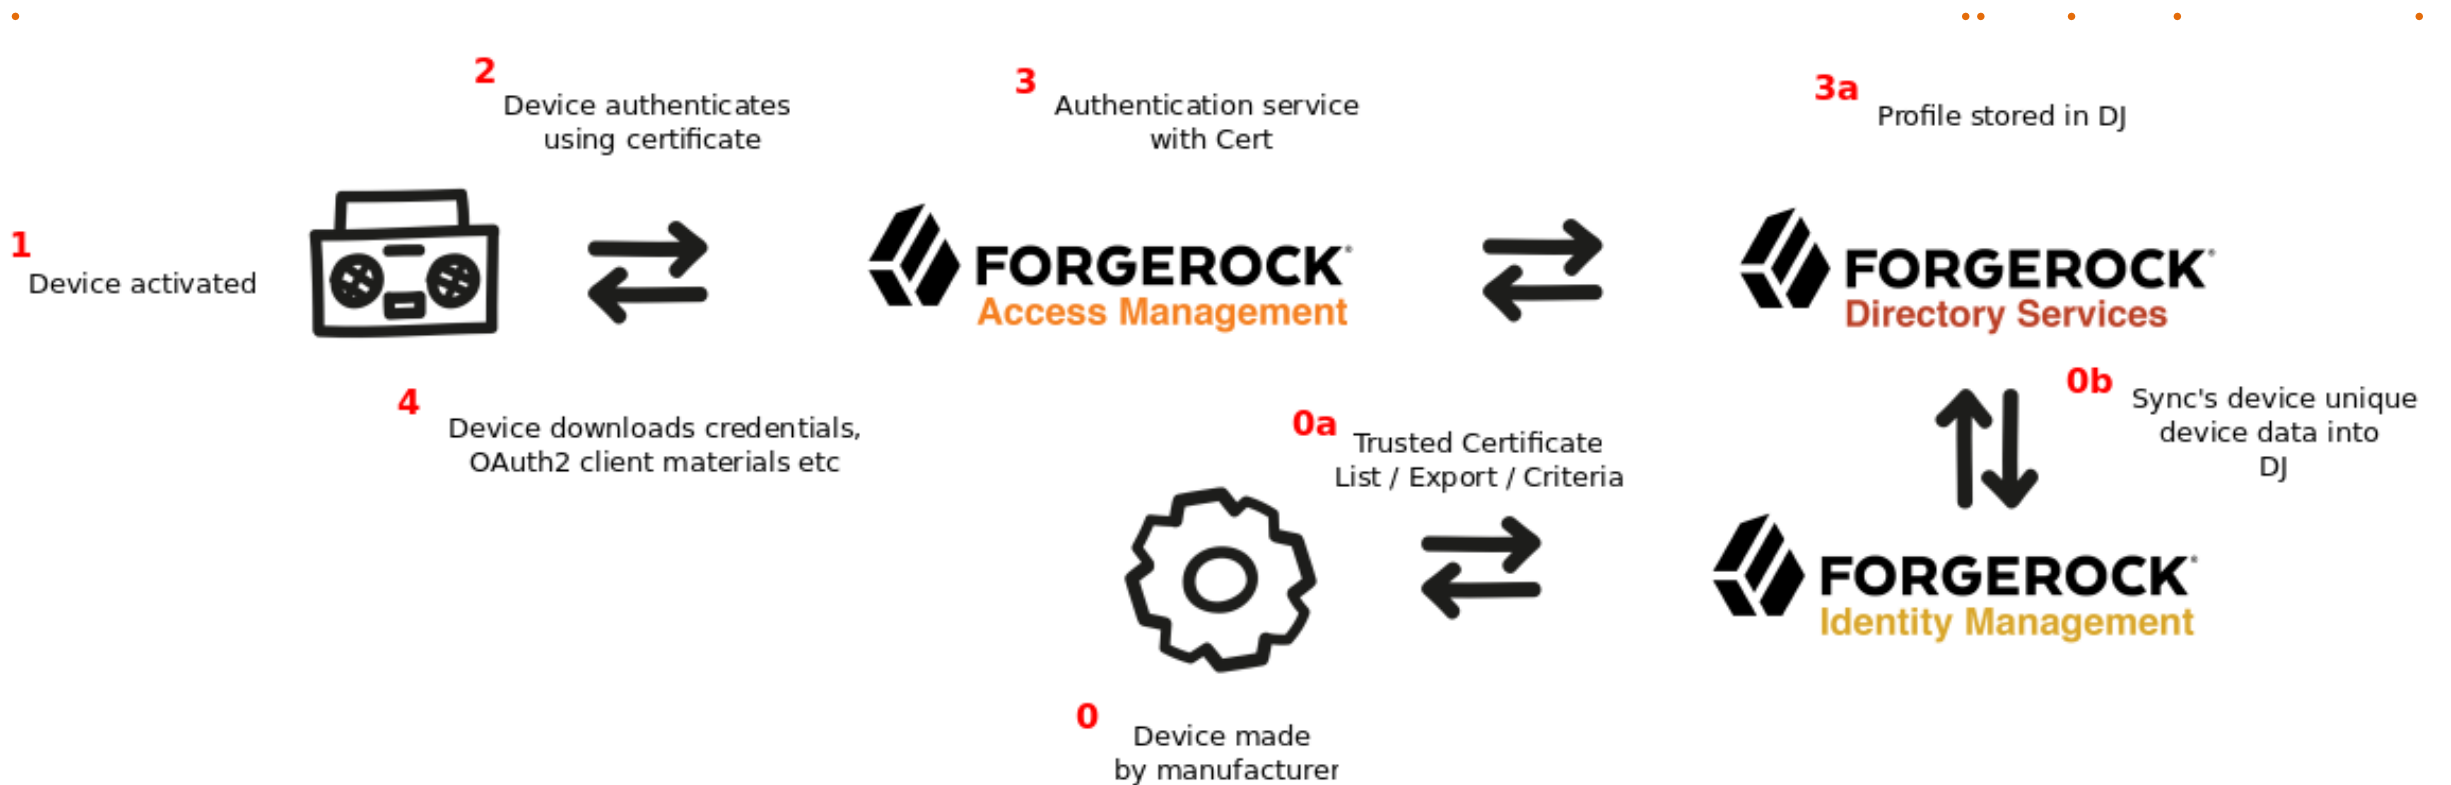 2
Device authenticates
using certificate
3
Authentication service
with Cert
3a
Profile stored in DJ
1
Device activated
FORGEROCK®
Access Management
FORGEROCK®
Directory Services
4
Device downloads credentials,
OAuth2 client materials etc
0a
Trusted Certificate
List / Export / Criteria
0b
Sync's device unique
device data into
DJ
FORGEROCK®
Identity Management
0
Device made
by manufacturer